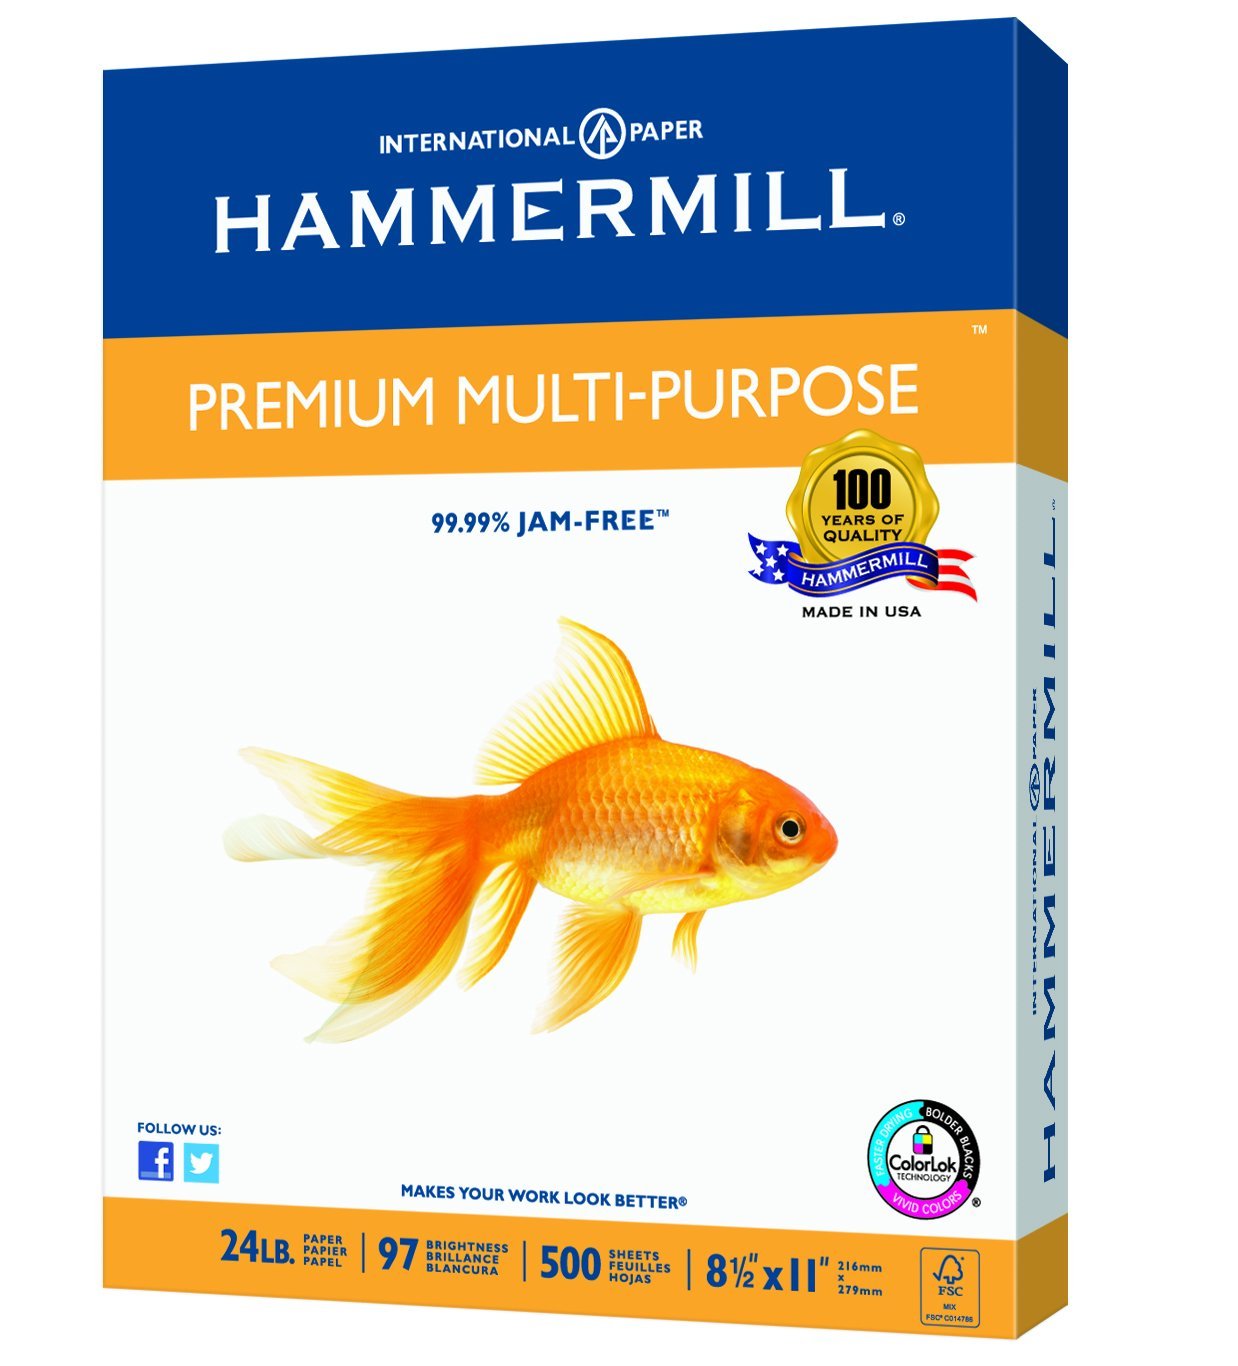 INTERNATIONAL PAPER
HAMMERMILL®
™
PREMIUM MULTI-PURPOSE
99.99% JAM-FREE™
100
YEARS OF
QUALITY
HAMMERMILL
MADE IN USA
FOLLOW US:
MAKES YOUR WORK LOOK BETTER®
FASTER DRYING
BOLDER BLACKS
VIVID COLORS
ColorLok
TECHNOLOGY
®
24LB.
PAPER
PAPIER
PAPEL
97
BRIGHTNESS
BRILLANCE
BLANCURA
500
SHEETS
FEUILLES
HOJAS
8½" x 11"
216mm
x
279mm
FSC
MIX
FSC® C014786
INTERNATIONAL PAPER
HAMMERMILL